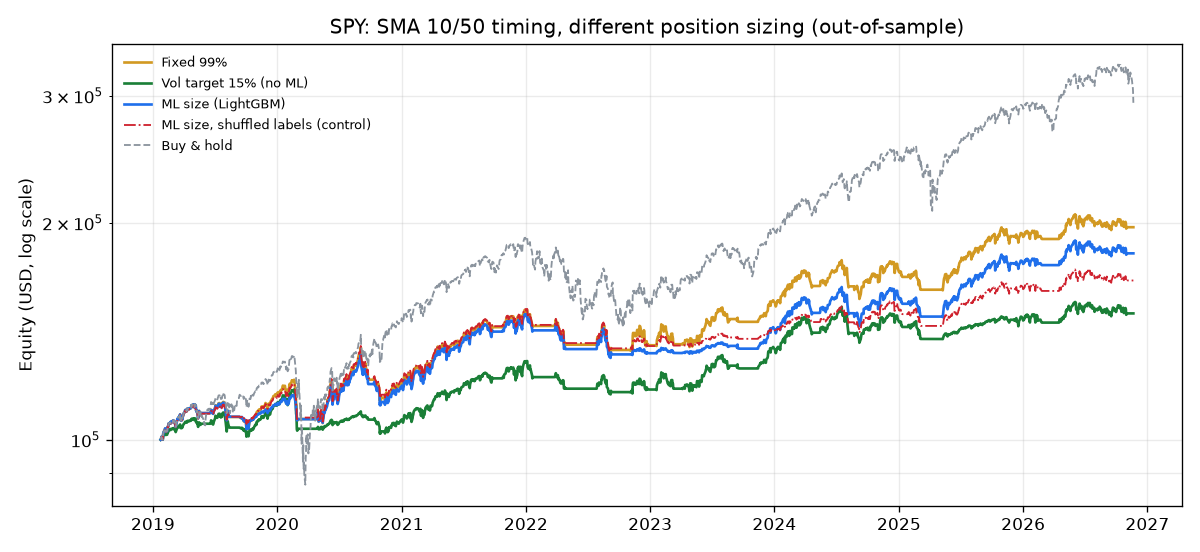 SPY: SMA 10/50 timing, different position sizing (out-of-sample)
Fixed 99%
Vol target 15% (no ML)
ML size (LightGBM)
ML size, shuffled labels (control)
Buy & hold
Equity (USD, log scale)
3 × 10⁵
2 × 10⁵
10⁵
2019 2020 2021 2022 2023 2024 2025 2026 2027